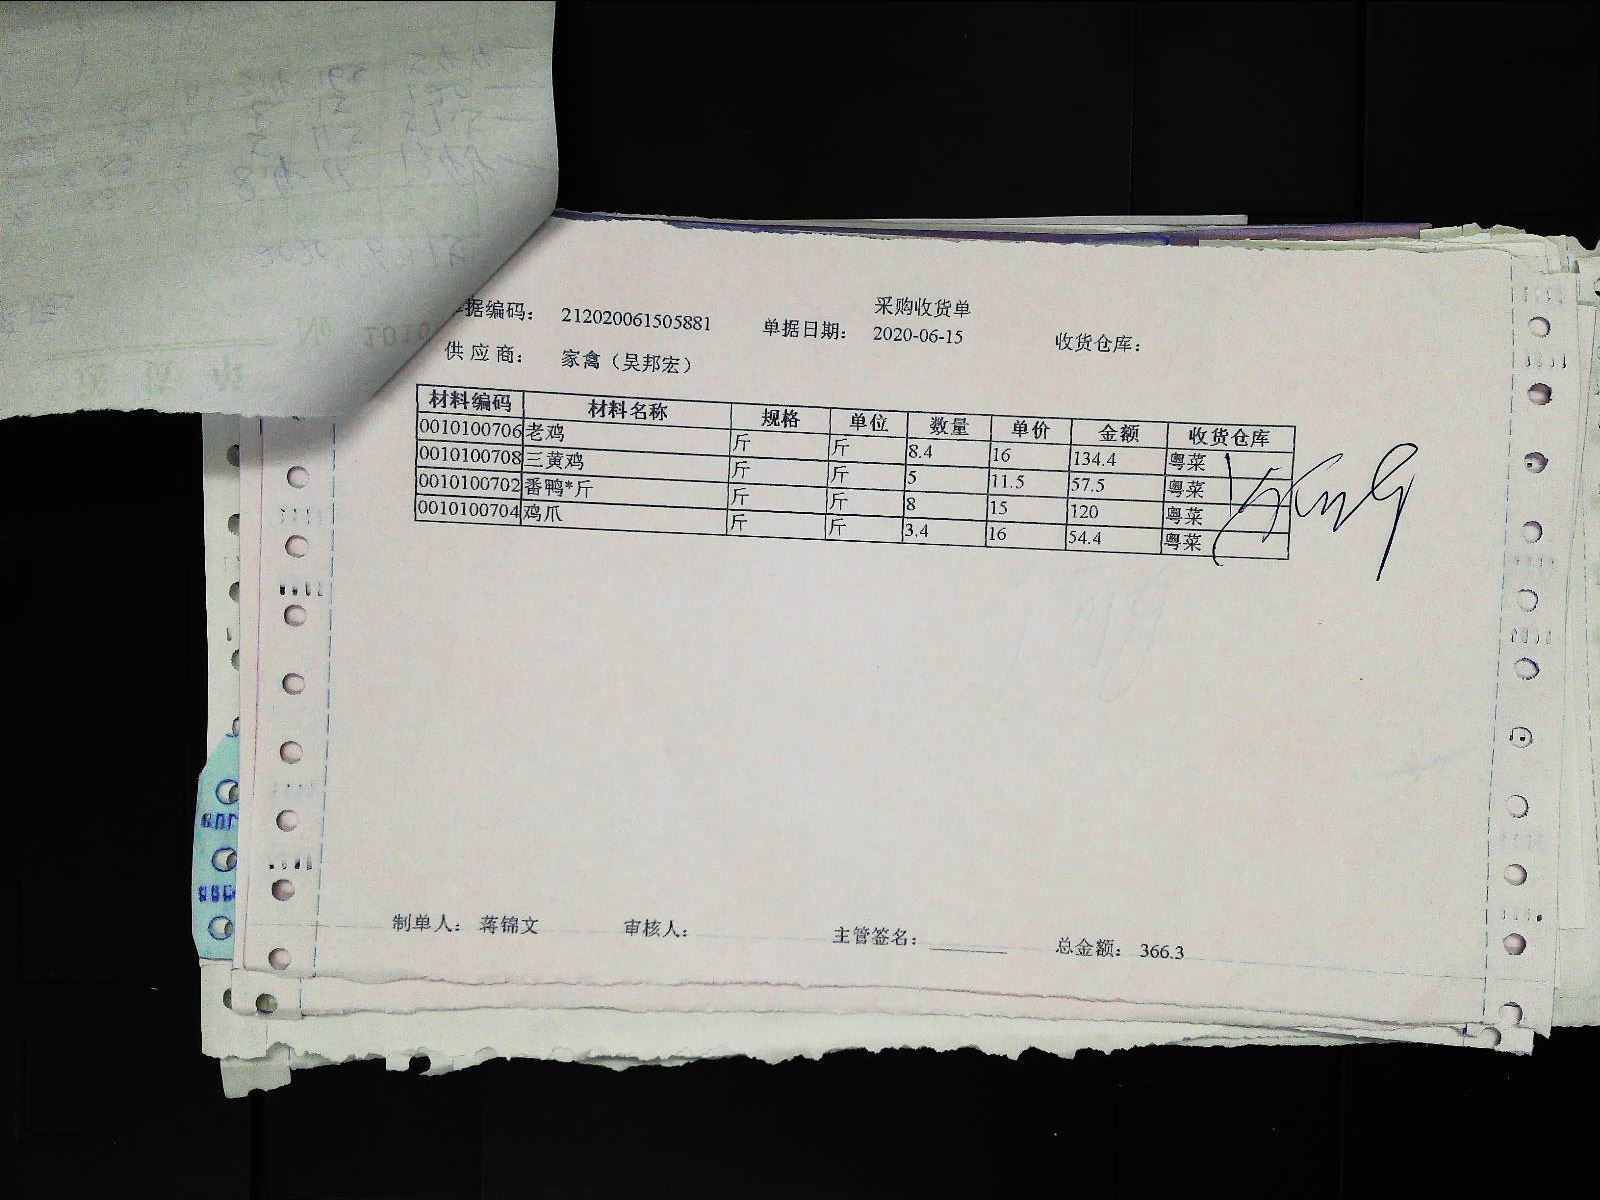 采购收货单
据编码： 212020061505881 单据日期： 2020-06-15 收货仓库：
供应商： 家禽（吴邦宏）
材料编码 材料名称 规格 单位 数量 单价 金额 收货仓库
0010100706 老鸡 斤 斤 8.4 16 134.4 粤菜
0010100708 三黄鸡 斤 斤 5 11.5 57.5 粤菜
0010100702 番鸭*斤 斤 斤 8 15 120 粤菜
0010100704 鸡爪 斤 斤 3.4 16 54.4 粤菜
制单人： 蒋锦文 审核人： 主管签名： 总金额： 366.3